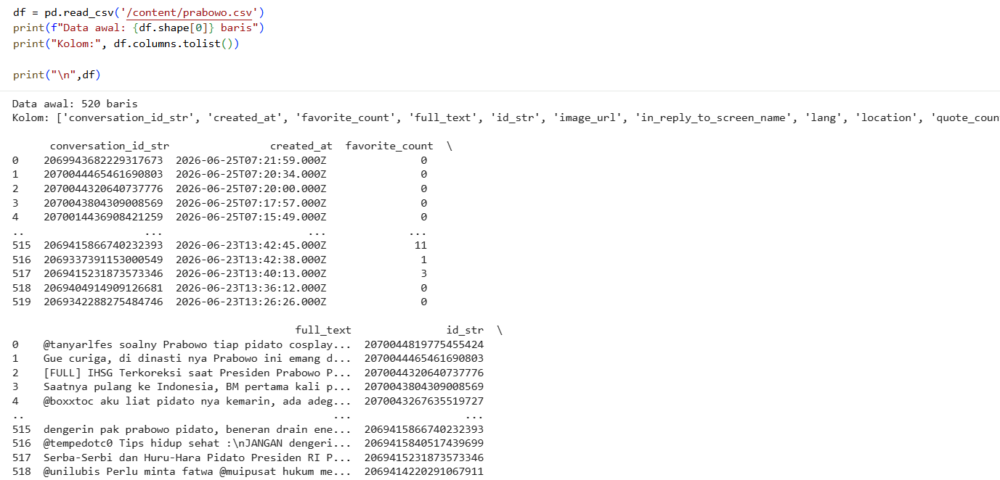 df = pd.read_csv('/content/prabowo.csv')
print(f"Data awal: {df.shape[0]} baris")
print("Kolom:", df.columns.tolist())
print("\n",df)
Data awal: 520 baris
Kolom: ['conversation_id_str', 'created_at', 'favorite_count', 'full_text', 'id_str', 'image_url', 'in_reply_to_screen_name', 'lang', 'location', 'quote_coun
conversation_id_str created_at favorite_count \
0 2069943682229317673 2026-06-25T07:21:59.000Z 0
1 2070044465461690803 2026-06-25T07:20:34.000Z 0
2 2070044320640737776 2026-06-25T07:20:00.000Z 0
3 2070043804309008569 2026-06-25T07:17:57.000Z 0
4 2070014436908421259 2026-06-25T07:15:49.000Z 0
.. ... ... ...
515 2069415866740232393 2026-06-23T13:42:45.000Z 11
516 2069337391153000549 2026-06-23T13:42:38.000Z 1
517 2069415231873573346 2026-06-23T13:40:13.000Z 3
518 2069404914909126681 2026-06-23T13:36:12.000Z 0
519 2069342288275484746 2026-06-23T13:26:26.000Z 0
full_text id_str \
0 @tanyarlfes soalny Prabowo tiap pidato cosplay... 2070044819775455424
1 Gue curiga, di dinasti nya Prabowo ini emang d... 2070044465461690803
2 [FULL] IHSG Terkoreksi saat Presiden Prabowo P... 2070044320640737776
3 Saatnya pulang ke Indonesia, BM pertama kali p... 2070043804309008569
4 @boxxtoc aku liat pidato nya kemarin, ada adeg... 2070043267635519727
.. ... ...
515 dengerin pak prabowo pidato, beneran drain ene... 2069415866740232393
516 @tempedotc0 Tips hidup sehat :\nJANGAN dengeri... 2069415840517439699
517 Serba-Serbi dan Huru-Hara Pidato Presiden RI P... 2069415231873573346
518 @unilubis Perlu minta fatwa @muipusat hukum me... 2069414220291067911